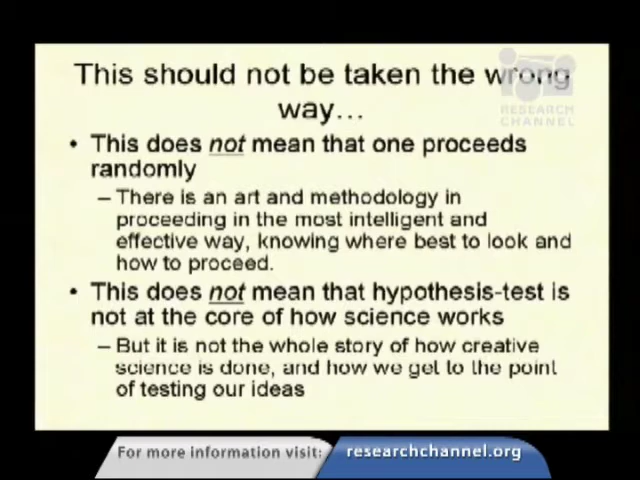 This should not be taken the wrong
way…
RESEARCH
CHANNEL
• This does not mean that one proceeds
randomly
– There is an art and methodology in
proceeding in the most intelligent and
effective way, knowing where best to look and
how to proceed.
• This does not mean that hypothesis-test is
not at the core of how science works
– But it is not the whole story of how creative
science is done, and how we get to the point
of testing our ideas
For more information visit: researchchannel.org